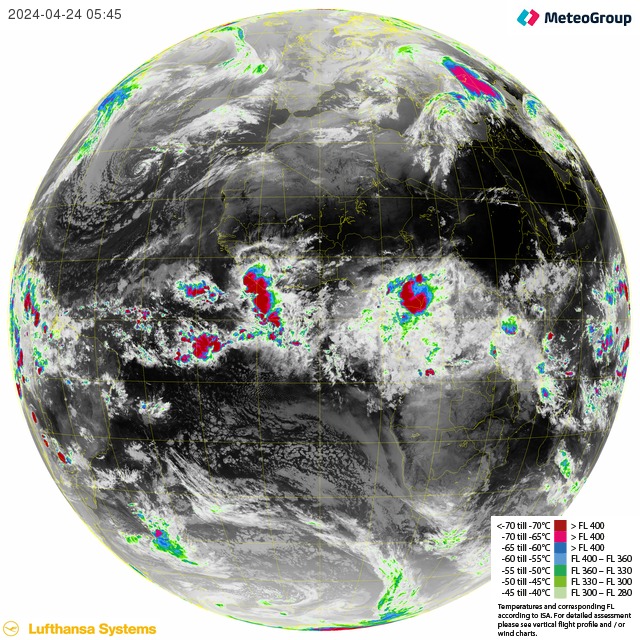 2024-04-24 05:45
MeteoGroup
<-70 till -70°C > FL 400
-70 till -65°C > FL 400
-65 till -60°C > FL 400
-60 till -55°C FL 400 – FL 360
-55 till -50°C FL 360 – FL 330
-50 till -45°C FL 330 – FL 300
-45 till -40°C FL 300 – FL 280
Temperatures and corresponding FL
according to ISA. For detailed assessment
please see vertical flight profile and / or
wind charts.
Lufthansa Systems